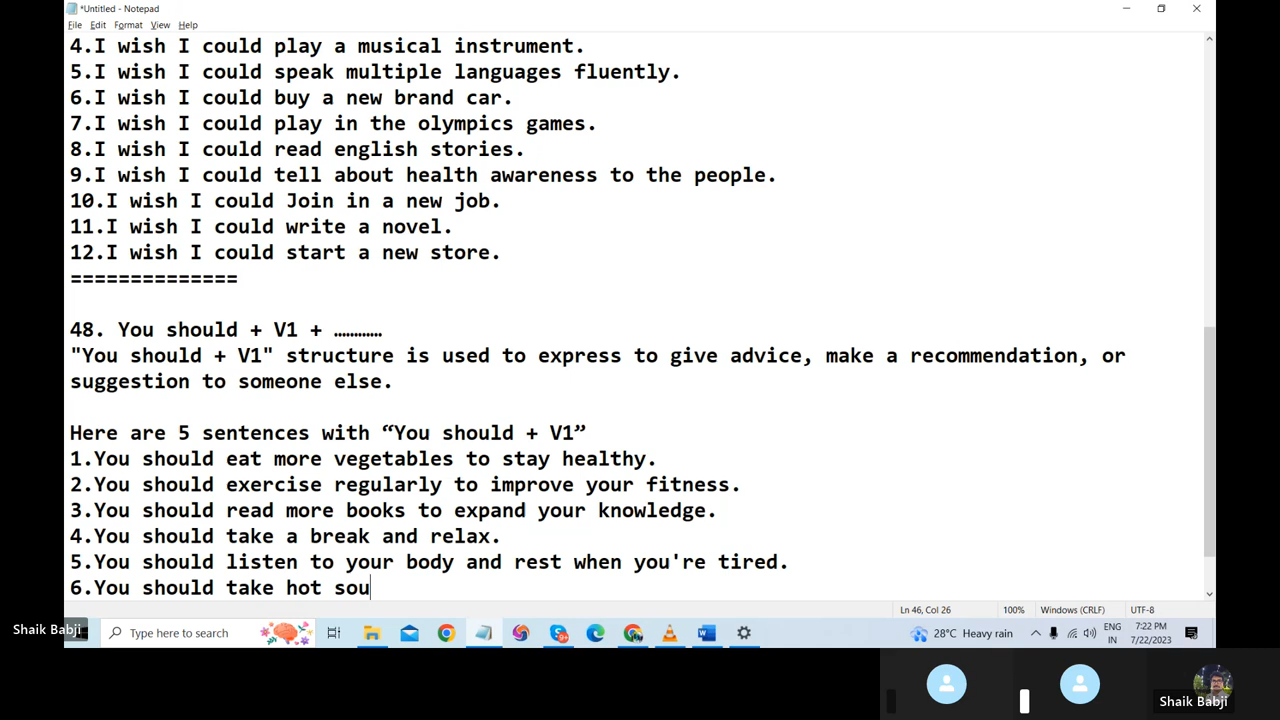 *Untitled - Notepad
File Edit Format View Help
4.I wish I could play a musical instrument.
5.I wish I could speak multiple languages fluently.
6.I wish I could buy a new brand car.
7.I wish I could play in the olympics games.
8.I wish I could read english stories.
9.I wish I could tell about health awareness to the people.
10.I wish I could Join in a new job.
11.I wish I could write a novel.
12.I wish I could start a new store.
==============
48. You should + V1 + …………
"You should + V1" structure is used to express to give advice, make a recommendation, or
suggestion to someone else.
Here are 5 sentences with “You should + V1”
1.You should eat more vegetables to stay healthy.
2.You should exercise regularly to improve your fitness.
3.You should read more books to expand your knowledge.
4.You should take a break and relax.
5.You should listen to your body and rest when you're tired.
6.You should take hot sou
Ln 46, Col 26 100% Windows (CRLF) UTF-8
Shaik Babji
Type here to search
28°C Heavy rain
ENG
IN
7:22 PM
7/22/2023
Shaik Babji